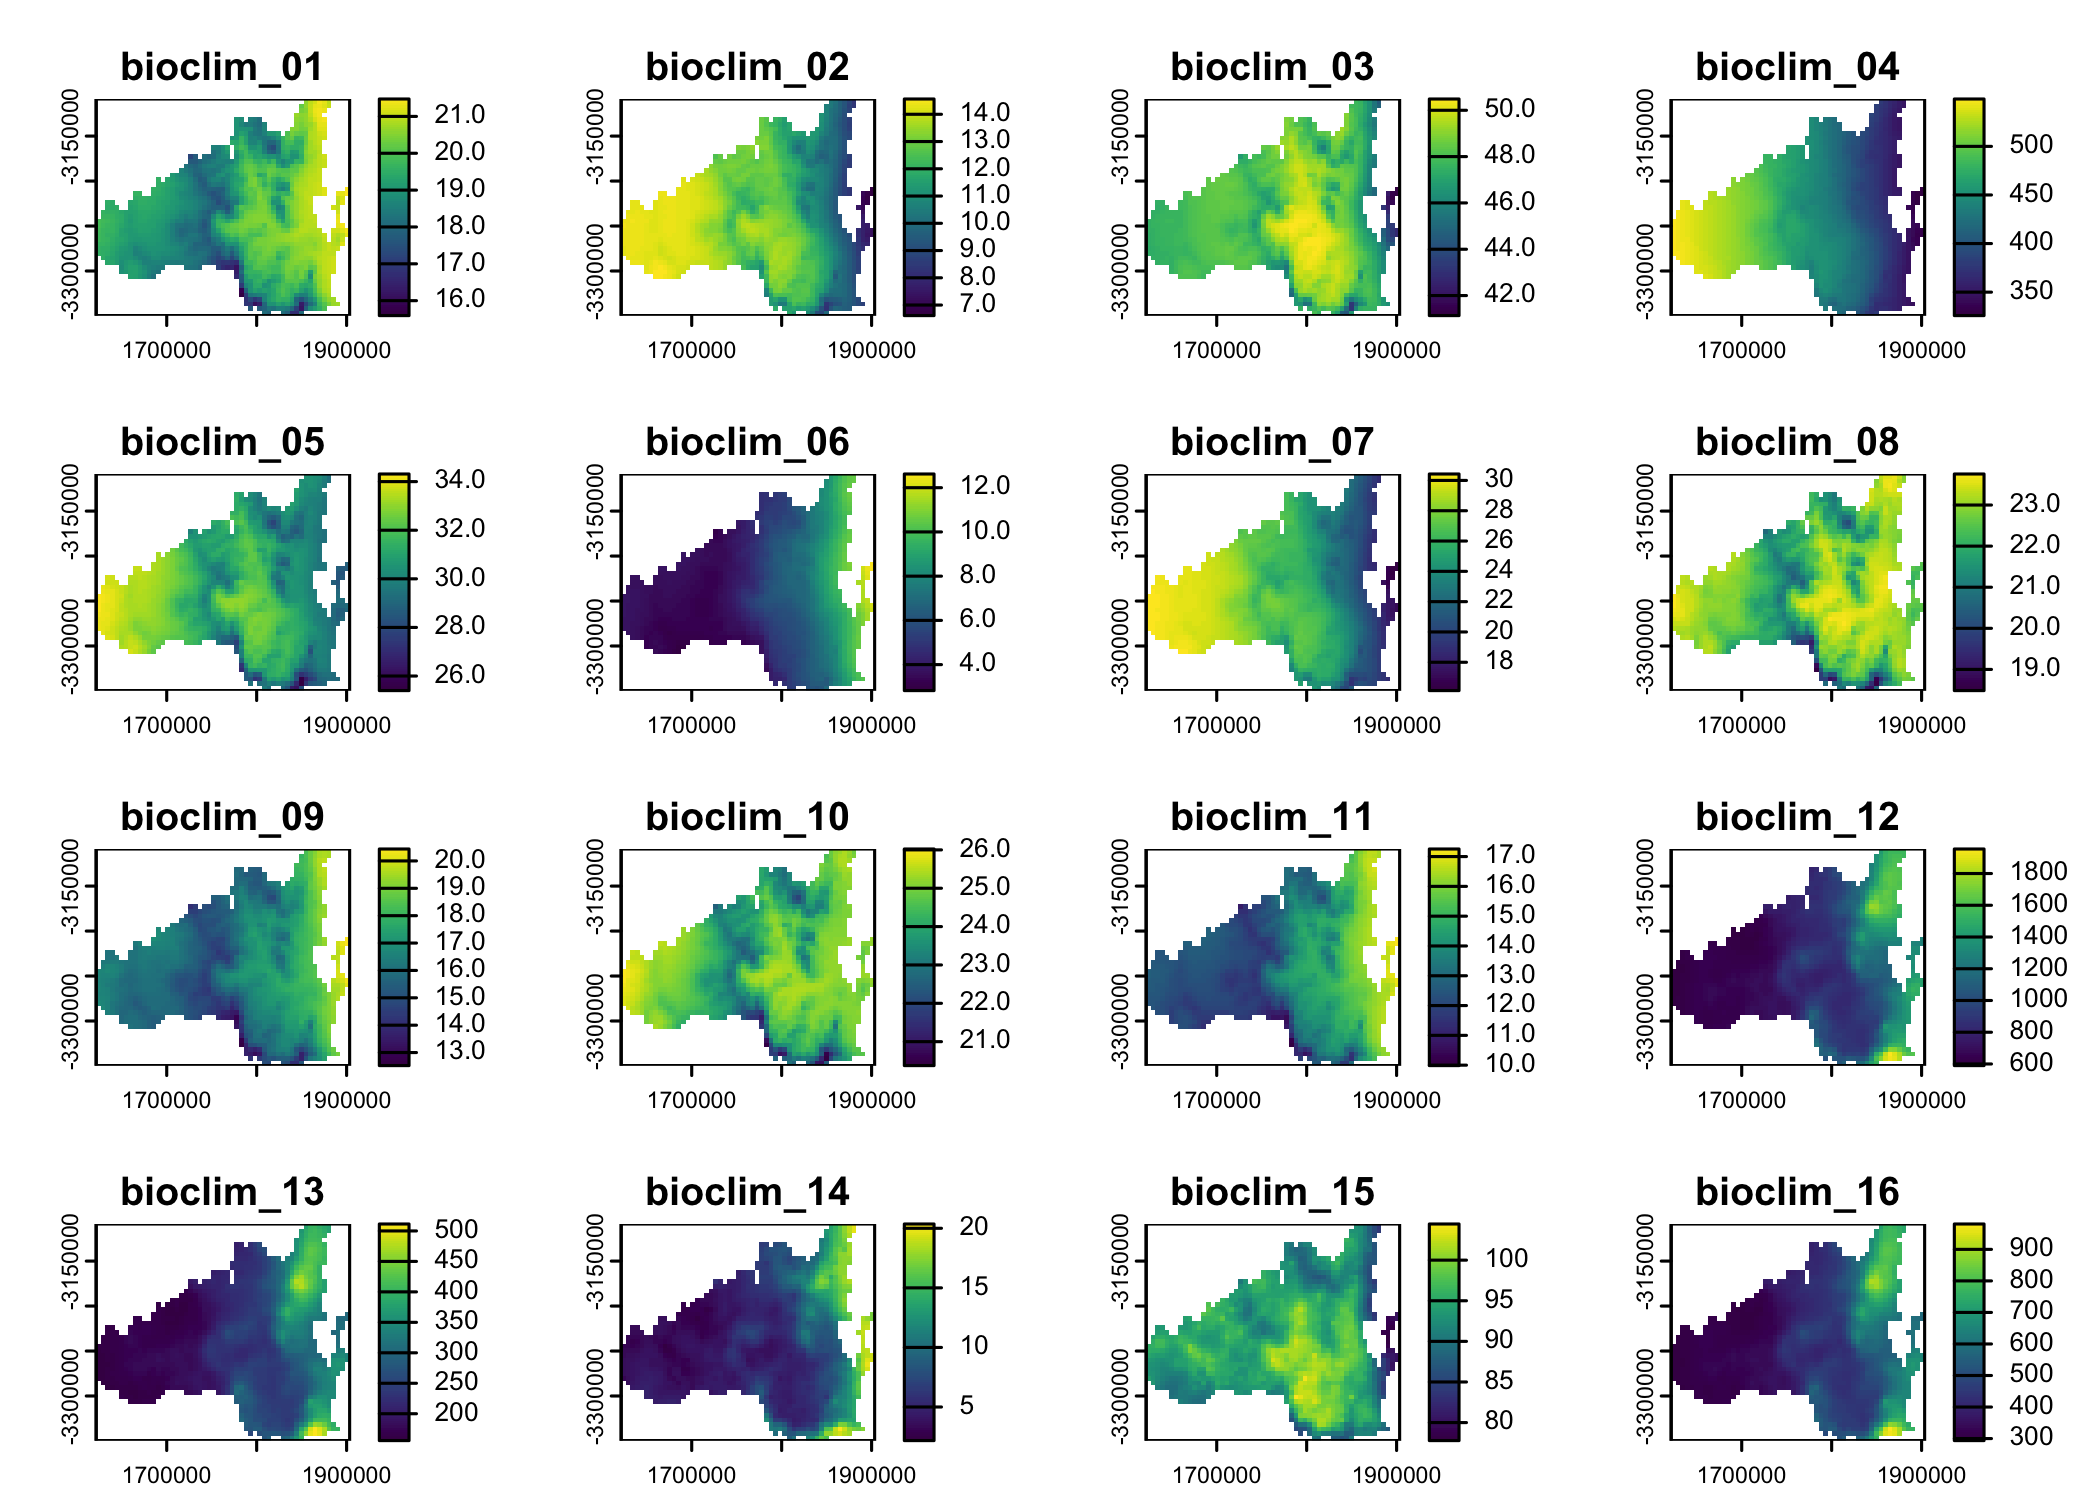 bioclim_01 bioclim_02 bioclim_03 bioclim_04
-3150000 -3300000 21.0 20.0 19.0 18.0 17.0 16.0 -3150000 -3300000 14.0 13.0 12.0 11.0 10.0 9.0 8.0 7.0 -3150000 -3300000 50.0 48.0 46.0 44.0 42.0 -3150000 -3300000 500 450 400 350
1700000 1900000 1700000 1900000 1700000 1900000 1700000 1900000
bioclim_05 bioclim_06 bioclim_07 bioclim_08
-3150000 -3300000 34.0 32.0 30.0 28.0 26.0 -3150000 -3300000 12.0 10.0 8.0 6.0 4.0 -3150000 -3300000 30 28 26 24 22 20 18 -3150000 -3300000 23.0 22.0 21.0 20.0 19.0
1700000 1900000 1700000 1900000 1700000 1900000 1700000 1900000
bioclim_09 bioclim_10 bioclim_11 bioclim_12
-3150000 -3300000 20.0 19.0 18.0 17.0 16.0 15.0 14.0 13.0 -3150000 -3300000 26.0 25.0 24.0 23.0 22.0 21.0 -3150000 -3300000 17.0 16.0 15.0 14.0 13.0 12.0 11.0 10.0 -3150000 -3300000 1800 1600 1400 1200 1000 800 600
1700000 1900000 1700000 1900000 1700000 1900000 1700000 1900000
bioclim_13 bioclim_14 bioclim_15 bioclim_16
-3150000 -3300000 500 450 400 350 300 250 200 -3150000 -3300000 20 15 10 5 -3150000 -3300000 100 95 90 85 80 -3150000 -3300000 900 800 700 600 500 400 300
1700000 1900000 1700000 1900000 1700000 1900000 1700000 1900000